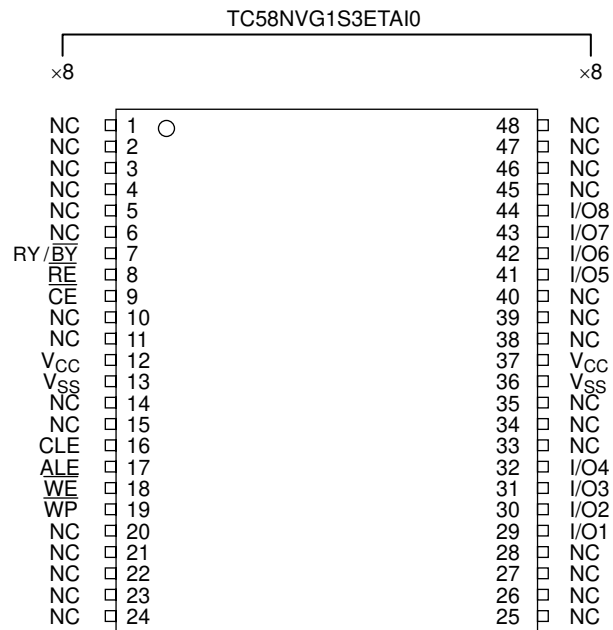 TC58NVG1S3ETAI0
×8 ×8
NC 1 48 NC
NC 2 47 NC
NC 3 46 NC
NC 4 45 NC
NC 5 44 I/O8
NC 6 43 I/O7
RY/B̅Y̅ 7 42 I/O6
R̅E̅ 8 41 I/O5
C̅E̅ 9 40 NC
NC 10 39 NC
NC 11 38 NC
VCC 12 37 VCC
VSS 13 36 VSS
NC 14 35 NC
NC 15 34 NC
CLE 16 33 NC
ALE 17 32 I/O4
W̅E̅ 18 31 I/O3
W̅P̅ 19 30 I/O2
NC 20 29 I/O1
NC 21 28 NC
NC 22 27 NC
NC 23 26 NC
NC 24 25 NC